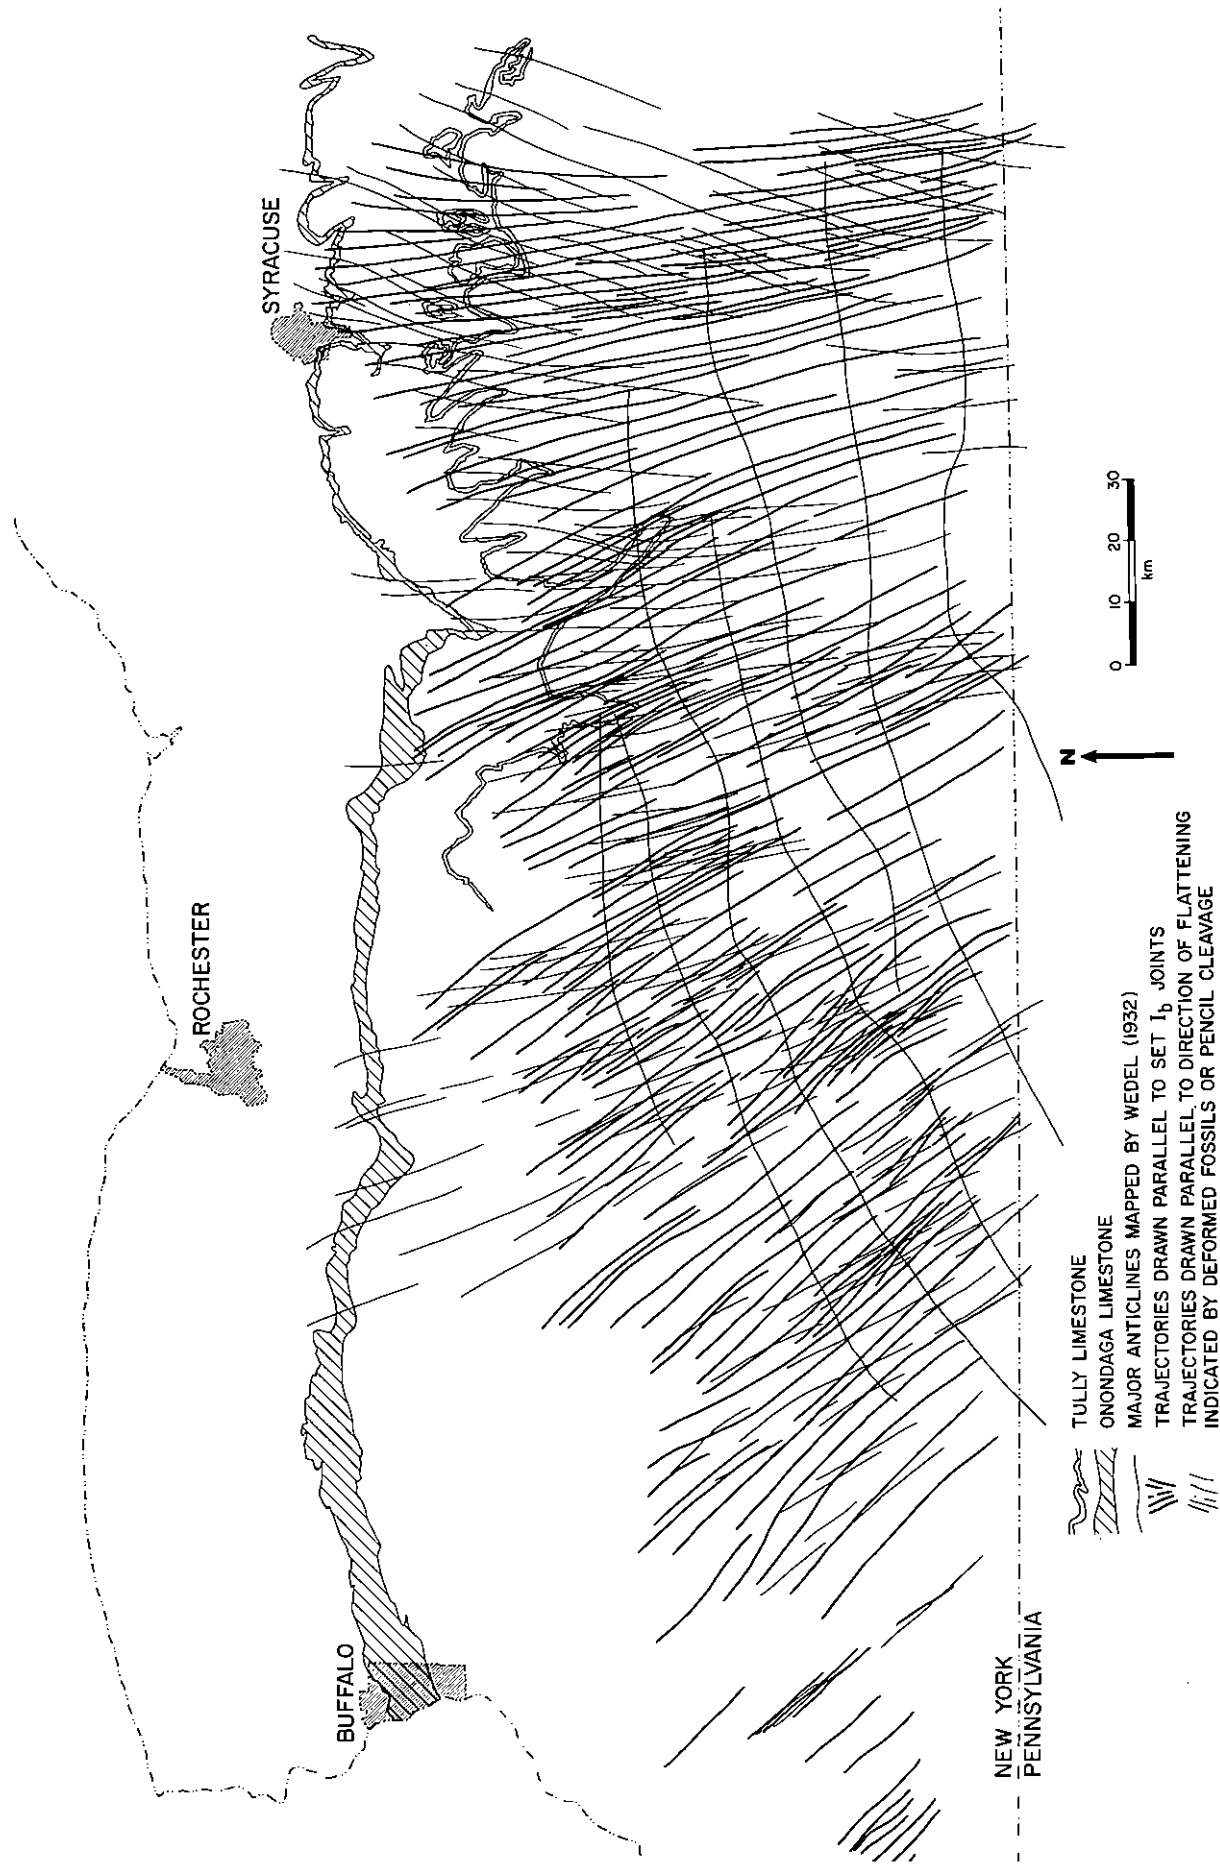 SYRACUSE
ROCHESTER
BUFFALO
NEW YORK
PENNSYLVANIA
N
0 10 20 30
km
TULLY LIMESTONE
ONONDAGA LIMESTONE
MAJOR ANTICLINES MAPPED BY WEDEL (1932)
TRAJECTORIES DRAWN PARALLEL TO SET Ib JOINTS
TRAJECTORIES DRAWN PARALLEL TO DIRECTION OF FLATTENING
INDICATED BY DEFORMED FOSSILS OR PENCIL CLEAVAGE